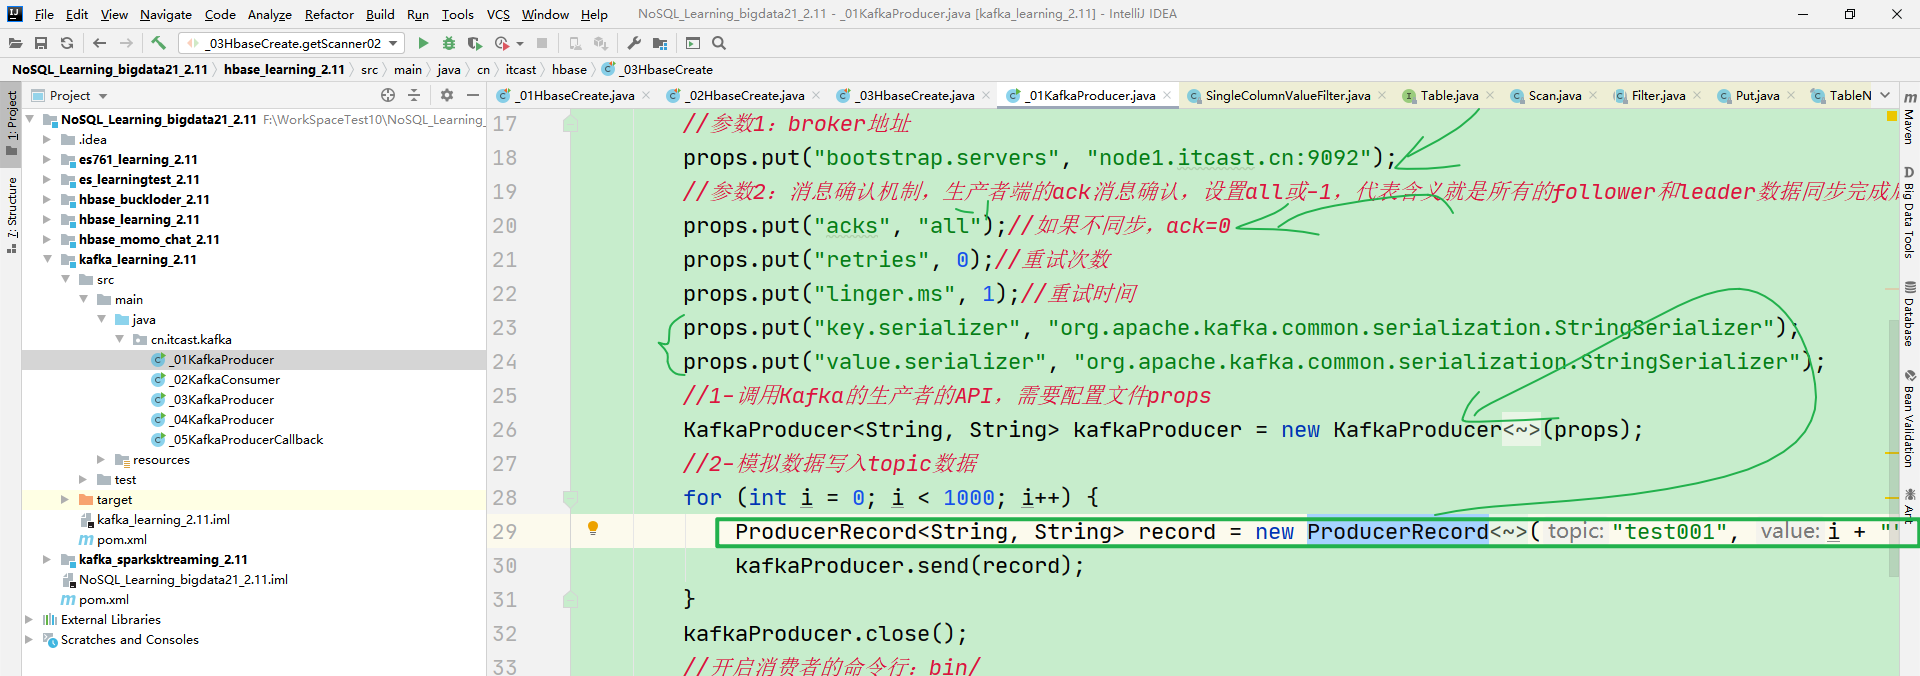 File Edit View Navigate Code Analyze Refactor Build Run Tools VCS Window Help NoSQL_Learning_bigdata21_2.11 - _01KafkaProducer.java [kafka_learning_2.11] - IntelliJ IDEA
_03HbaseCreate.getScanner02
NoSQL_Learning_bigdata21_2.11 hbase_learning_2.11 src main java cn itcast hbase _03HbaseCreate
Project
_01HbaseCreate.java _02HbaseCreate.java _03HbaseCreate.java _01KafkaProducer.java SingleColumnValueFilter.java Table.java Scan.java Filter.java Put.java TableN
1: Project
7: Structure
NoSQL_Learning_bigdata21_2.11 F:\WorkSpaceTest10\NoSQL_Learning_
.idea
es761_learning_2.11
es_learningtest_2.11
hbase_buckloder_2.11
hbase_learning_2.11
hbase_momo_chat_2.11
kafka_learning_2.11
src
main
java
cn.itcast.kafka
_01KafkaProducer
_02KafkaConsumer
_03KafkaProducer
_04KafkaProducer
_05KafkaProducerCallback
resources
test
target
kafka_learning_2.11.iml
pom.xml
kafka_sparksktreaming_2.11
NoSQL_Learning_bigdata21_2.11.iml
pom.xml
External Libraries
Scratches and Consoles
17 //参数1：broker地址
18 props.put("bootstrap.servers", "node1.itcast.cn:9092");
19 //参数2：消息确认机制，生产者端的ack消息确认，设置all或-1，代表含义就是所有的follower和leader数据同步完成
20 props.put("acks", "all");//如果不同步，ack=0
21 props.put("retries", 0);//重试次数
22 props.put("linger.ms", 1);//重试时间
23 props.put("key.serializer", "org.apache.kafka.common.serialization.StringSerializer");
24 props.put("value.serializer", "org.apache.kafka.common.serialization.StringSerializer");
25 //1-调用Kafka的生产者的API，需要配置文件props
26 KafkaProducer<String, String> kafkaProducer = new KafkaProducer<~>(props);
27 //2-模拟数据写入topic数据
28 for (int i = 0; i < 1000; i++) {
29 ProducerRecord<String, String> record = new ProducerRecord<~>( topic: "test001", value: i + "
30 kafkaProducer.send(record);
31 }
32 kafkaProducer.close();
33 //开启消费者的命令行：bin/
Maven
Big Data Tools
Database
Bean Validation
Ant